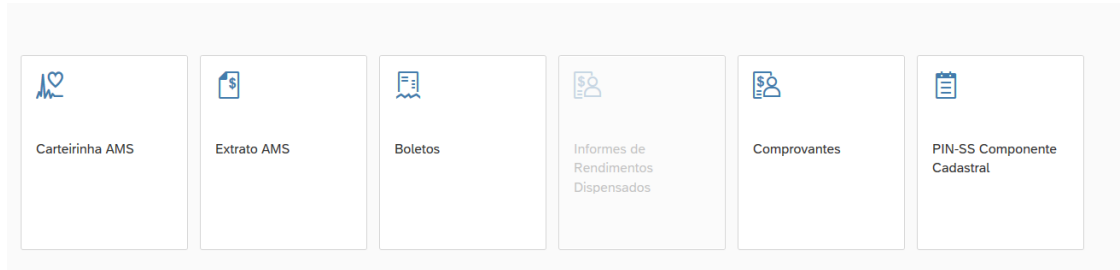 Carteirinha AMS
Extrato AMS
Boletos
Informes de
Rendimentos
Dispensados
Comprovantes
PIN-SS Componente
Cadastral